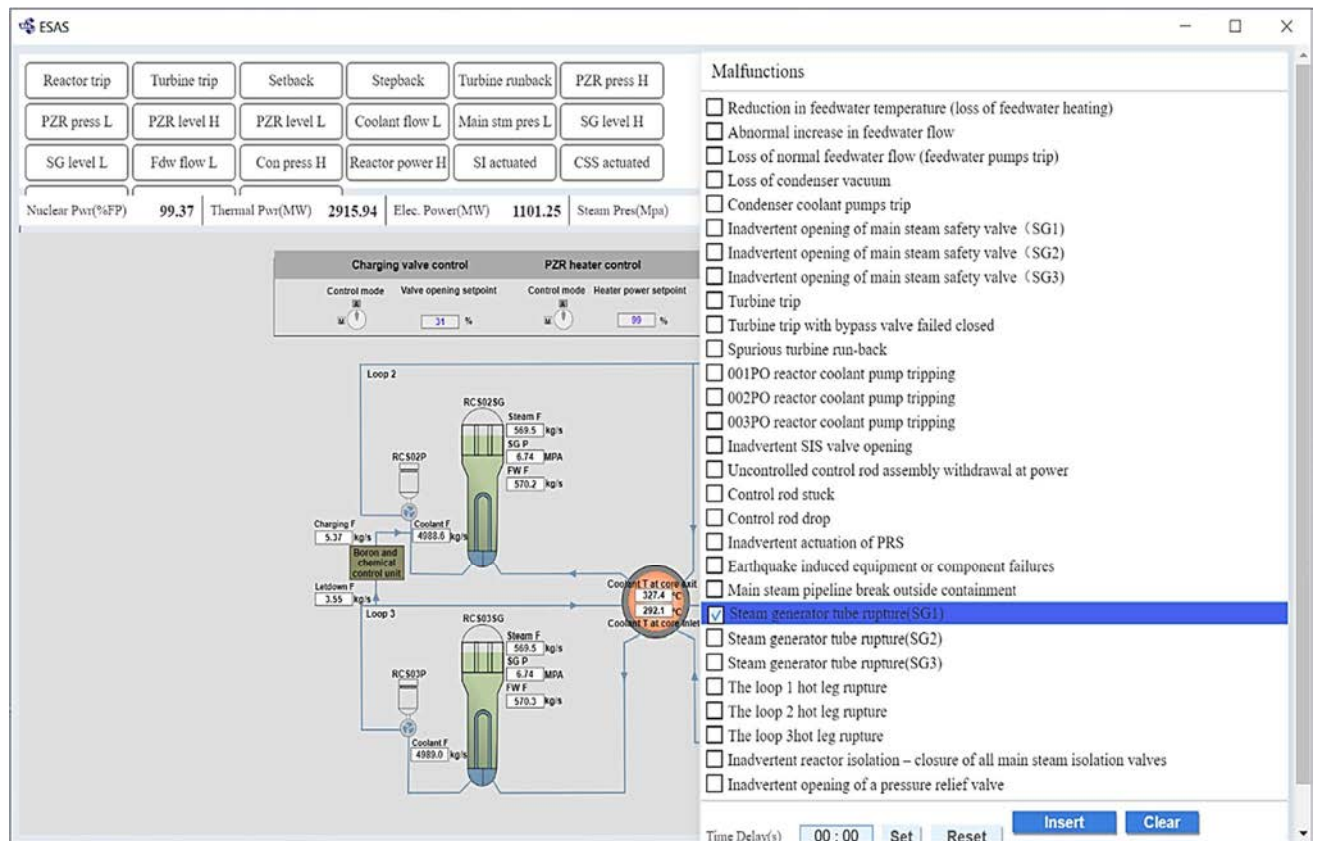 ESAS
Reactor trip Turbine trip Setback Stepback Turbine runback PZR press H
PZR press L PZR level H PZR level L Coolant flow L Main stm pres L SG level H
SG level L Fdw flow L Con press H Reactor power H SI actuated CSS actuated
Nuclear Pwr(%FP) 99.37 Thermal Pwr(MW) 2915.94 Elec. Power(MW) 1101.25 Steam Pres(Mpa)
Charging valve control PZR heater control
Control mode Valve opening setpoint Control mode Heater power setpoint
A A
M 31 % M 99 %
Loop 2
RCS02SG
Steam F
569.5 kg/s
SG P
6.74 MPA
FW F
570.2 kg/s
RCS02P
Charging F
5.37 kg/s
Coolant F
4988.6 kg/s
Boron and
chemical
control unit
Letdown F
3.55 kg/s
Loop 3
Coolant T at core exit
327.4 °C
292.1 °C
Coolant T at core inlet
RCS03SG
Steam F
569.5 kg/s
SG P
6.74 MPA
FW F
570.3 kg/s
RCS03P
Coolant F
4989.0 kg/s
Malfunctions
Reduction in feedwater temperature (loss of feedwater heating)
Abnormal increase in feedwater flow
Loss of normal feedwater flow (feedwater pumps trip)
Loss of condenser vacuum
Condenser coolant pumps trip
Inadvertent opening of main steam safety valve（SG1)
Inadvertent opening of main steam safety valve（SG2)
Inadvertent opening of main steam safety valve（SG3)
Turbine trip
Turbine trip with bypass valve failed closed
Spurious turbine run-back
001PO reactor coolant pump tripping
002PO reactor coolant pump tripping
003PO reactor coolant pump tripping
Inadvertent SIS valve opening
Uncontrolled control rod assembly withdrawal at power
Control rod stuck
Control rod drop
Inadvertent actuation of PRS
Earthquake induced equipment or component failures
Main steam pipeline break outside containment
Steam generator tube rupture(SG1)
Steam generator tube rupture(SG2)
Steam generator tube rupture(SG3)
The loop 1 hot leg rupture
The loop 2 hot leg rupture
The loop 3hot leg rupture
Inadvertent reactor isolation – closure of all main steam isolation valves
Inadvertent opening of a pressure relief valve
Time Delay(s) 00 : 00 Set Reset Insert Clear